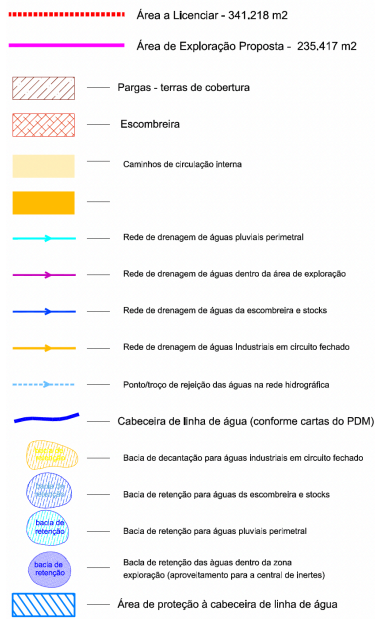 Área a Licenciar - 341.218 m2
Área de Exploração Proposta - 235.417 m2
Pargas - terras de cobertura
Escombreira
Caminhos de circulação interna
Rede de drenagem de águas pluviais perimetral
Rede de drenagem de águas dentro da área de exploração
Rede de drenagem de águas da escombreira e stocks
Rede de drenagem de águas Industriais em circuito fechado
Ponto/troço de rejeição das águas na rede hidrográfica
Cabeceira de linha de água (conforme cartas do PDM)
bacia de
retenção
Bacia de decantação para águas industriais em circuito fechado
bacia de
retenção
Bacia de retenção para águas ds escombreira e stocks
bacia de
retenção
Bacia de retenção para águas pluviais perimetral
bacia de
retenção
Bacla de retenção das águas dentro da zona
exploração (aproveitamento para a central de inertes)
Área de proteção à cabeceira de linha de água